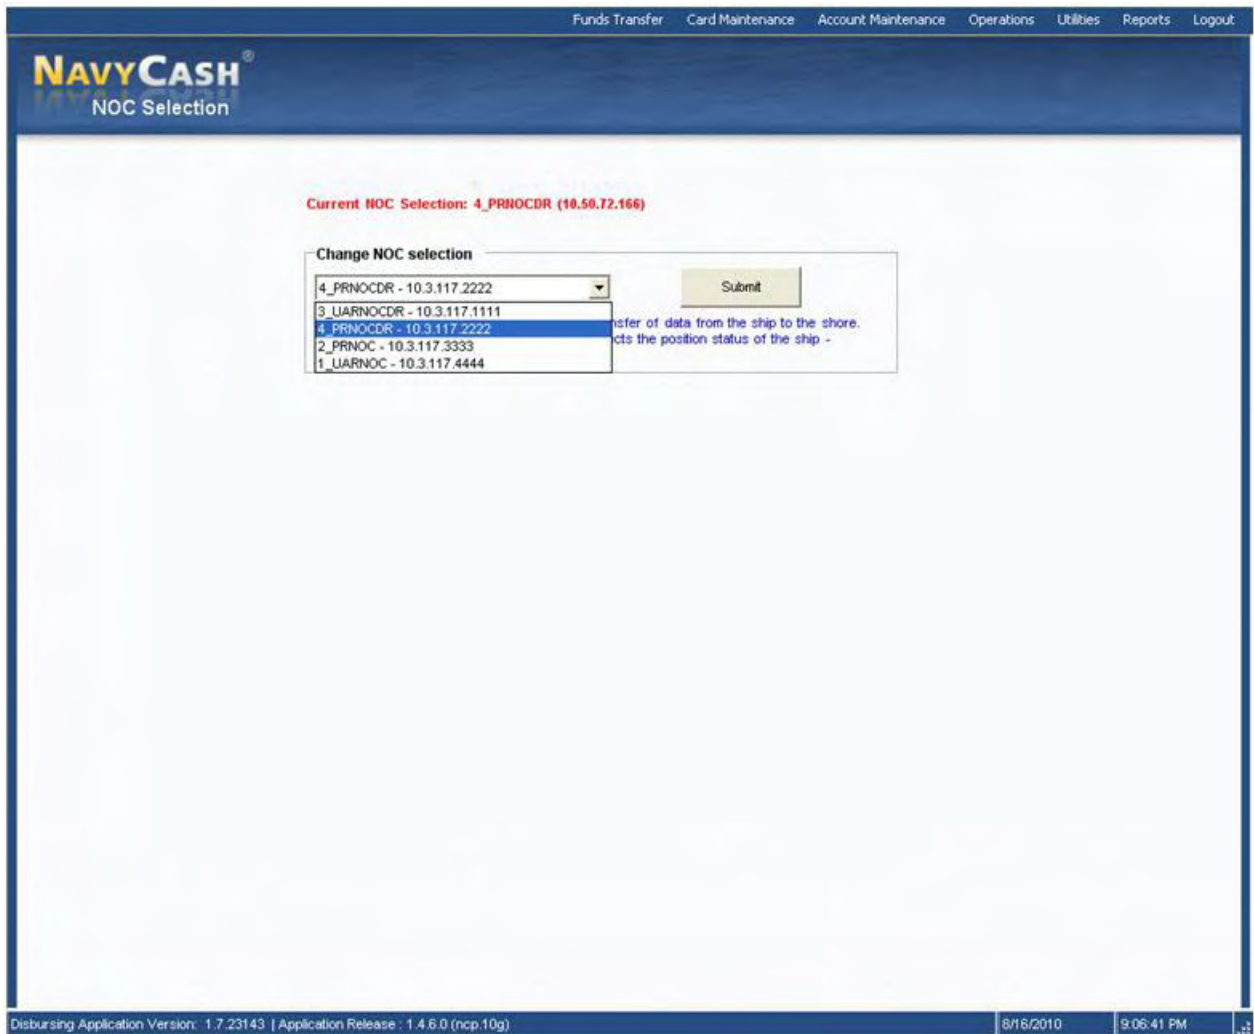 Funds Transfer Card Maintenance Account Maintenance Operations Utilities Reports Logout
NAVYCASH®
NOC Selection
Current NOC Selection: 4_PRNOCDR (10.50.72.166)
Change NOC selection
4_PRNOCDR - 10.3.117.2222
Submit
3_UARNOCDR - 10.3.117.1111
4_PRNOCDR - 10.3.117.2222
2_PRNOC - 10.3.117.3333
1_UARNOC - 10.3.117.4444
nsfer of data from the ship to the shore.
cts the position status of the ship -
Disbursing Application Version: 1.7.23143 | Application Release : 1.4.6.0 (ncp.10g) 8/16/2010 9:06:41 PM